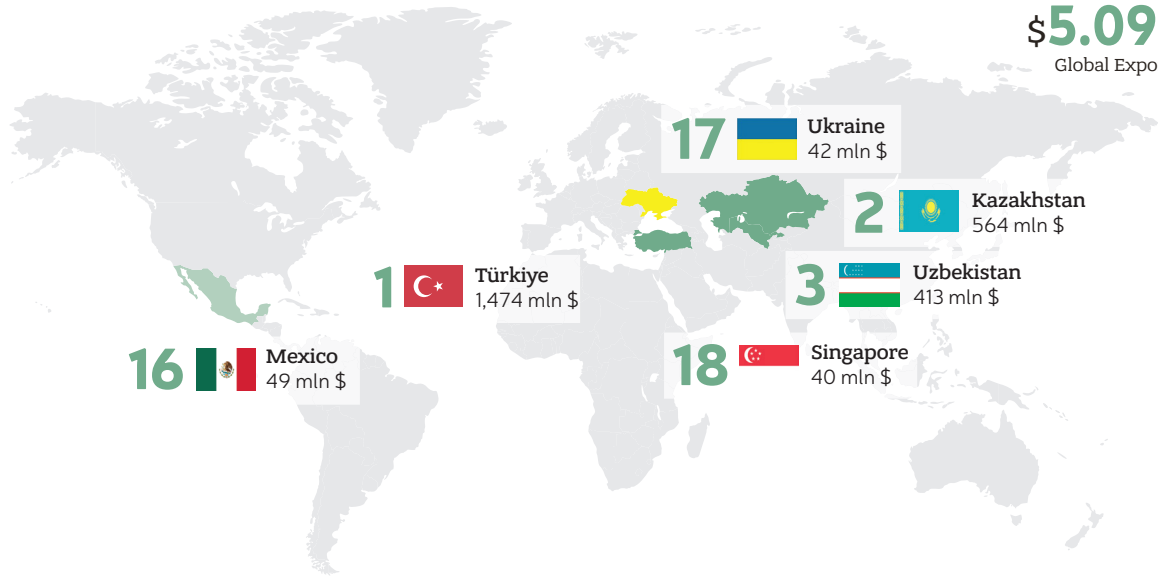 $5.09
Global Expo
17
Ukraine
42 mln $
2
Kazakhstan
564 mln $
1
Türkiye
1,474 mln $
3
Uzbekistan
413 mln $
16
Mexico
49 mln $
18
Singapore
40 mln $